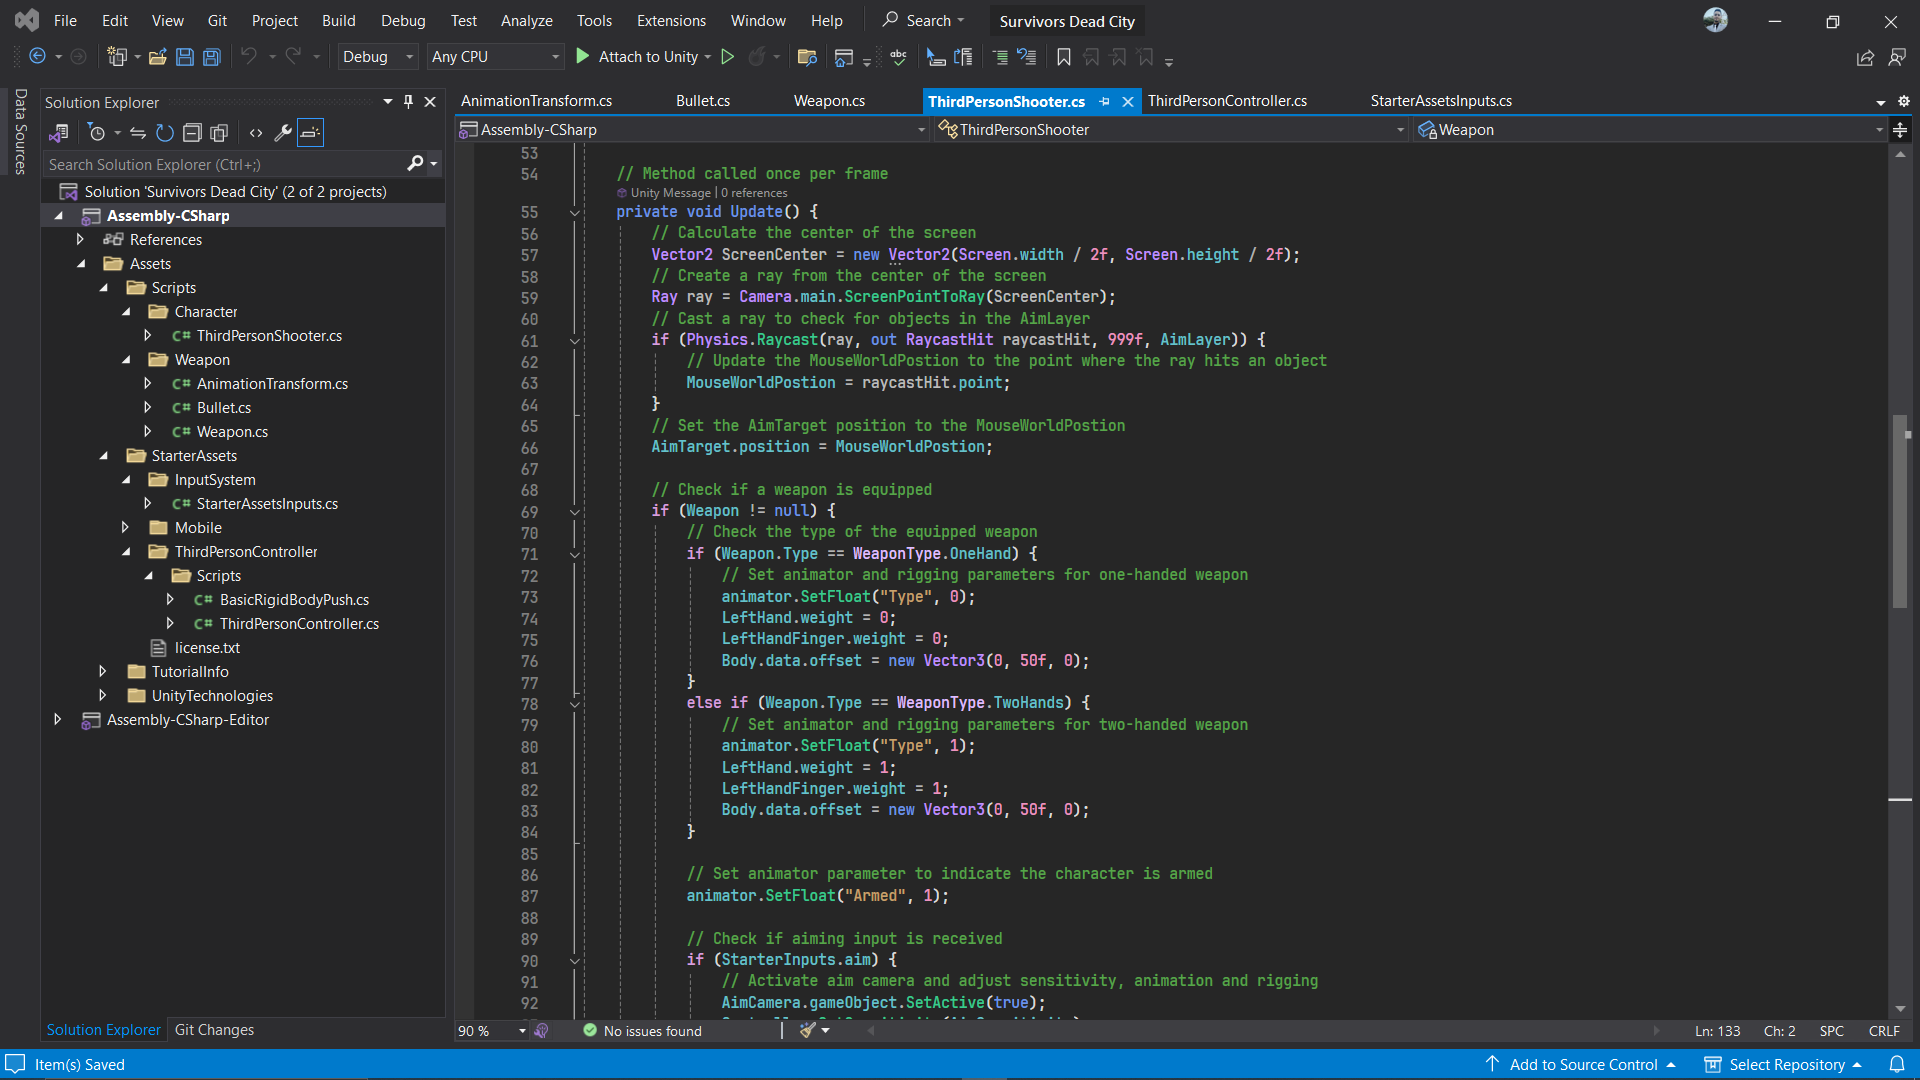 File Edit View Git Project Build Debug Test Analyze Tools Extensions Window Help Search Survivors Dead City
Debug Any CPU Attach to Unity
Data Sources
Solution Explorer
Search Solution Explorer (Ctrl+;)
Solution 'Survivors Dead City' (2 of 2 projects)
Assembly-CSharp
References
Assets
Scripts
Character
C# ThirdPersonShooter.cs
Weapon
C# AnimationTransform.cs
C# Bullet.cs
C# Weapon.cs
StarterAssets
InputSystem
C# StarterAssetsInputs.cs
Mobile
ThirdPersonController
Scripts
C# BasicRigidBodyPush.cs
C# ThirdPersonController.cs
license.txt
TutorialInfo
UnityTechnologies
Assembly-CSharp-Editor
Solution Explorer Git Changes
AnimationTransform.cs Bullet.cs Weapon.cs ThirdPersonShooter.cs ThirdPersonController.cs StarterAssetsInputs.cs
Assembly-CSharp ThirdPersonShooter Weapon
53
54 // Method called once per frame
Unity Message | 0 references
55 private void Update() {
56 // Calculate the center of the screen
57 Vector2 ScreenCenter = new Vector2(Screen.width / 2f, Screen.height / 2f);
58 // Create a ray from the center of the screen
59 Ray ray = Camera.main.ScreenPointToRay(ScreenCenter);
60 // Cast a ray to check for objects in the AimLayer
61 if (Physics.Raycast(ray, out RaycastHit raycastHit, 999f, AimLayer)) {
62 // Update the MouseWorldPostion to the point where the ray hits an object
63 MouseWorldPostion = raycastHit.point;
64 }
65 // Set the AimTarget position to the MouseWorldPostion
66 AimTarget.position = MouseWorldPostion;
67
68 // Check if a weapon is equipped
69 if (Weapon != null) {
70 // Check the type of the equipped weapon
71 if (Weapon.Type == WeaponType.OneHand) {
72 // Set animator and rigging parameters for one-handed weapon
73 animator.SetFloat("Type", 0);
74 LeftHand.weight = 0;
75 LeftHandFinger.weight = 0;
76 Body.data.offset = new Vector3(0, 50f, 0);
77 }
78 else if (Weapon.Type == WeaponType.TwoHands) {
79 // Set animator and rigging parameters for two-handed weapon
80 animator.SetFloat("Type", 1);
81 LeftHand.weight = 1;
82 LeftHandFinger.weight = 1;
83 Body.data.offset = new Vector3(0, 50f, 0);
84 }
85
86 // Set animator parameter to indicate the character is armed
87 animator.SetFloat("Armed", 1);
88
89 // Check if aiming input is received
90 if (StarterInputs.aim) {
91 // Activate aim camera and adjust sensitivity, animation and rigging
92 AimCamera.gameObject.SetActive(true);
90 % No issues found Ln: 133 Ch: 2 SPC CRLF
Item(s) Saved Add to Source Control Select Repository